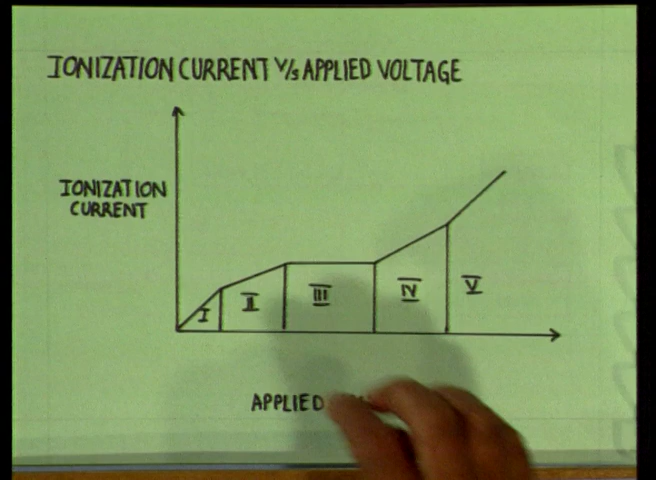 IONIZATION CURRENT V/s APPLIED VOLTAGE
IONIZATION
CURRENT
I
II
III
IV
V
APPLIED